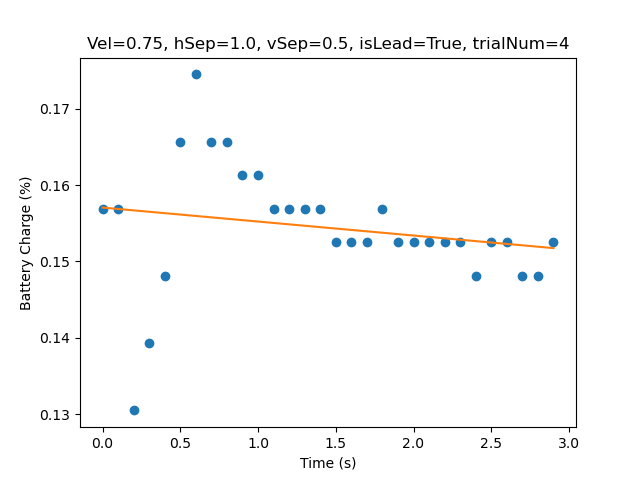 Vel=0.75, hSep=1.0, vSep=0.5, isLead=True, trialNum=4
0.17
0.16
0.15
0.14
0.13
Battery Charge (%)
0.0 0.5 1.0 1.5 2.0 2.5 3.0
Time (s)